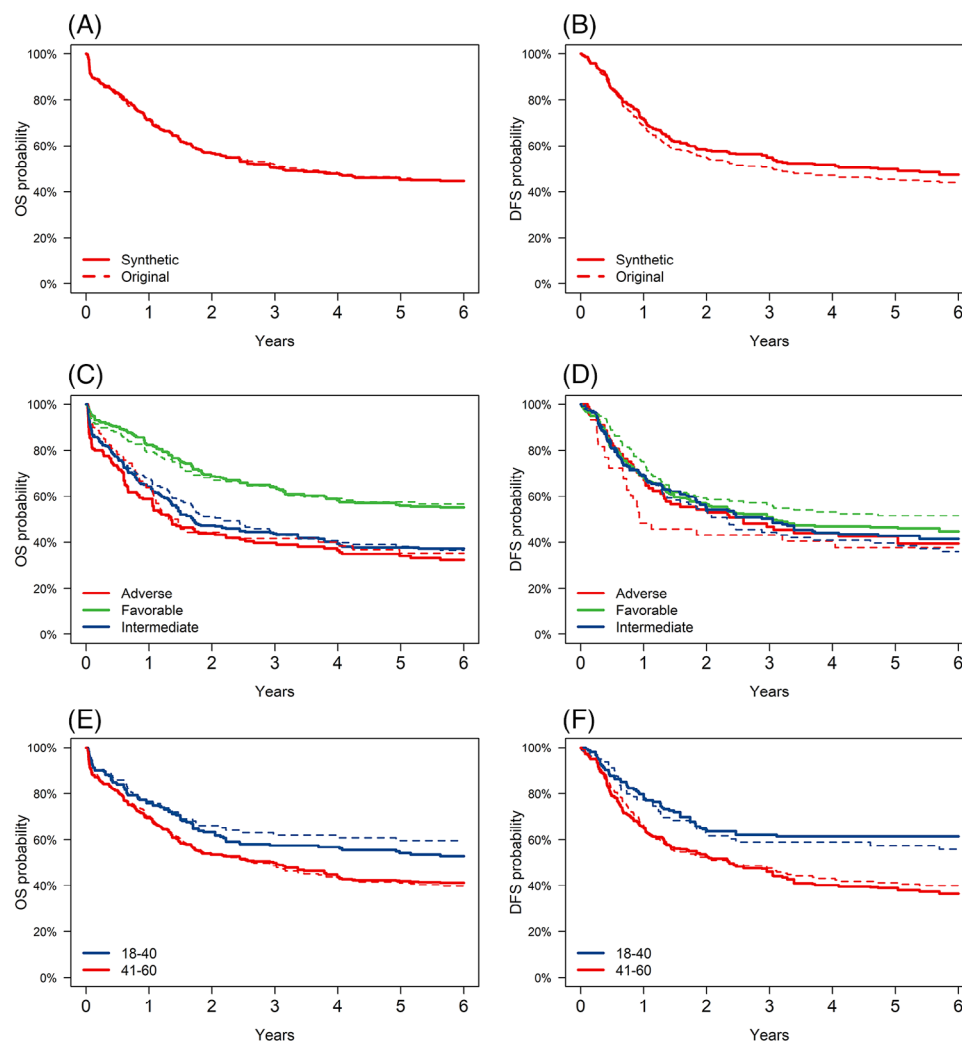 (A)
100%
80%
60%
40%
20%
0%
OS probability
Synthetic
Original
0 1 2 3 4 5 6
Years
(B)
100%
80%
60%
40%
20%
0%
DFS probability
Synthetic
Original
0 1 2 3 4 5 6
Years
(C)
100%
80%
60%
40%
20%
0%
OS probability
Adverse
Favorable
Intermediate
0 1 2 3 4 5 6
Years
(D)
100%
80%
60%
40%
20%
0%
DFS probability
Adverse
Favorable
Intermediate
0 1 2 3 4 5 6
Years
(E)
100%
80%
60%
40%
20%
0%
OS probability
18-40
41-60
0 1 2 3 4 5 6
Years
(F)
100%
80%
60%
40%
20%
0%
DFS probability
18-40
41-60
0 1 2 3 4 5 6
Years